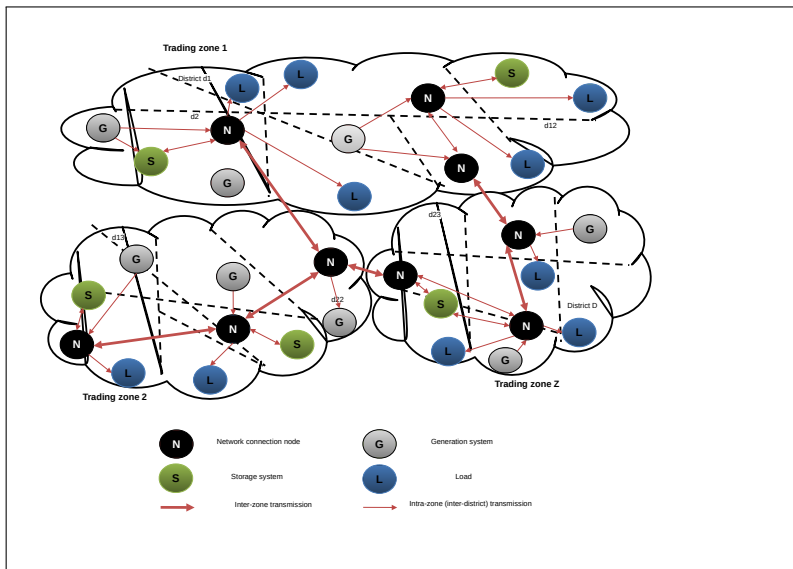 Trading zone 1
District d1
L
L
S
L
N
G
d2
N
d12
G
S
N
L
G
L
d23
N
G
d13
G
N
N
L
G
S
S
d22
District D
G
N
N
N
L
S
L
G
L
L
Trading zone 2
Trading zone Z
N Network connection node
G Generation system
S Storage system
L Load
Inter-zone transmission
Intra-zone (inter-district) transmission